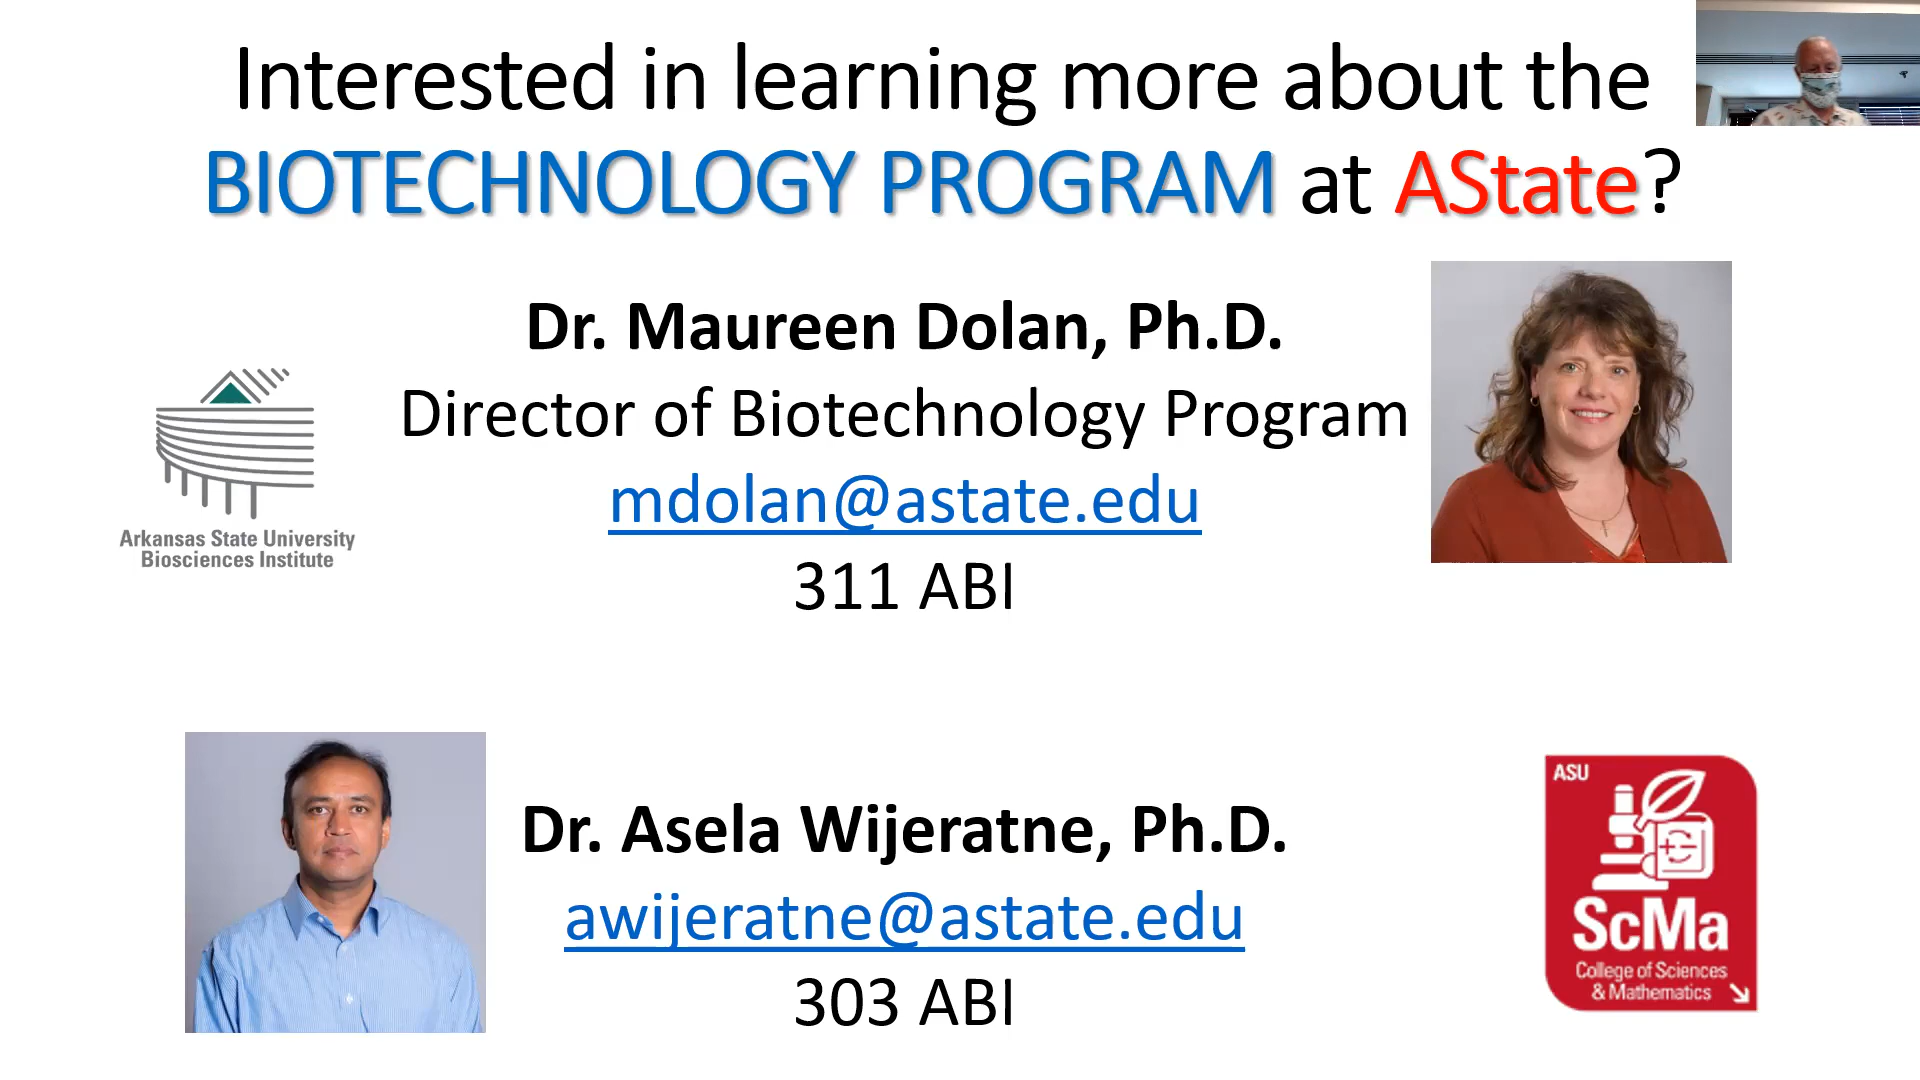 Interested in learning more about the
BIOTECHNOLOGY PROGRAM at AState?
Dr. Maureen Dolan, Ph.D.
Director of Biotechnology Program
mdolan@astate.edu
311 ABI
Arkansas State University
Biosciences Institute
Dr. Asela Wijeratne, Ph.D.
awijeratne@astate.edu
303 ABI
ASU
ScMa
College of Sciences
& Mathematics